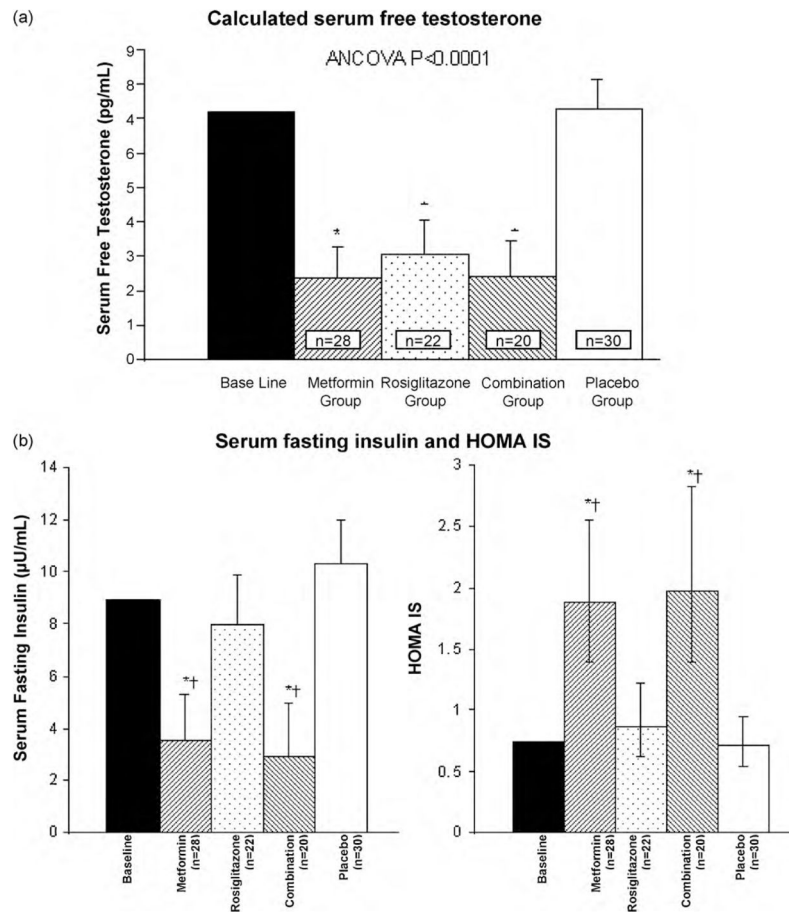 (a)
Calculated serum free testosterone
ANCOVA P<0.0001
Serum Free Testosterone (pg/mL)
9
8
4
6
5
4
3
2
1
0
*
n=28
n=22
n=20
n=30
Base Line
Metformin
Group
Rosiglitazone
Group
Combination
Group
Placebo
Group
(b)
Serum fasting insulin and HOMA IS
Serum Fasting Insulin (µU/mL)
14
12
10
8
6
4
2
0
*†
*†
Baseline
Metformin
(n=28)
Rosiglitazone
(n=22)
Combination
(n=20)
Placebo
(n=30)
HOMA IS
3
2.5
2
1.5
1
0.5
0
*†
*†
Baseline
Metformin
(n=28)
Rosiglitazone
(n=22)
Combination
(n=20)
Placebo
(n=30)